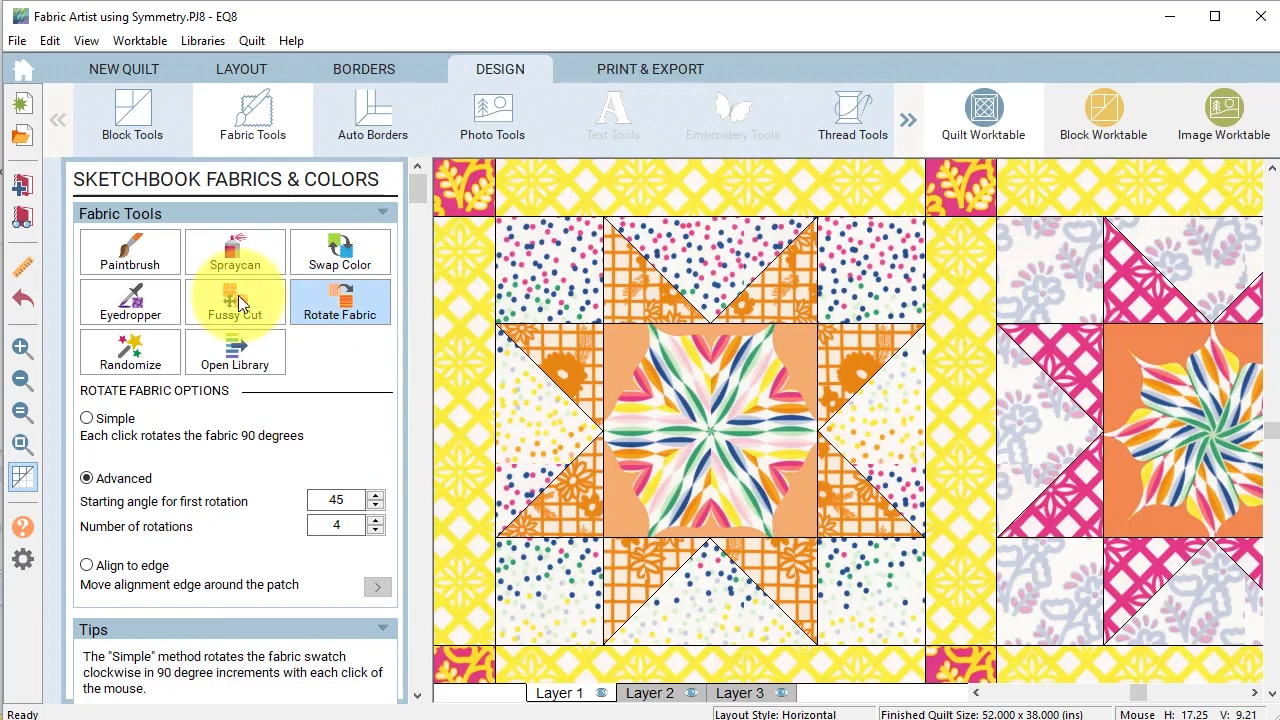 Fabric Artist using Symmetry.PJ8 - EQ8
File Edit View Worktable Libraries Quilt Help
NEW QUILT LAYOUT BORDERS DESIGN PRINT & EXPORT
Block Tools Fabric Tools Auto Borders Photo Tools Text Tools Embroidery Tools Thread Tools Quilt Worktable Block Worktable Image Worktable
SKETCHBOOK FABRICS & COLORS
Fabric Tools
Paintbrush Spraycan Swap Color
Eyedropper Fussy Cut Rotate Fabric
Randomize Open Library
ROTATE FABRIC OPTIONS
Simple
Each click rotates the fabric 90 degrees
Advanced
Starting angle for first rotation 45
Number of rotations 4
Align to edge
Move alignment edge around the patch
Tips
The "Simple" method rotates the fabric swatch
clockwise in 90 degree increments with each click of
the mouse.
Layer 1 Layer 2 Layer 3
Ready Layout Style: Horizontal Finished Quilt Size: 52.000 x 38.000 (ins) Mouse H: 17.25 V: 9.21